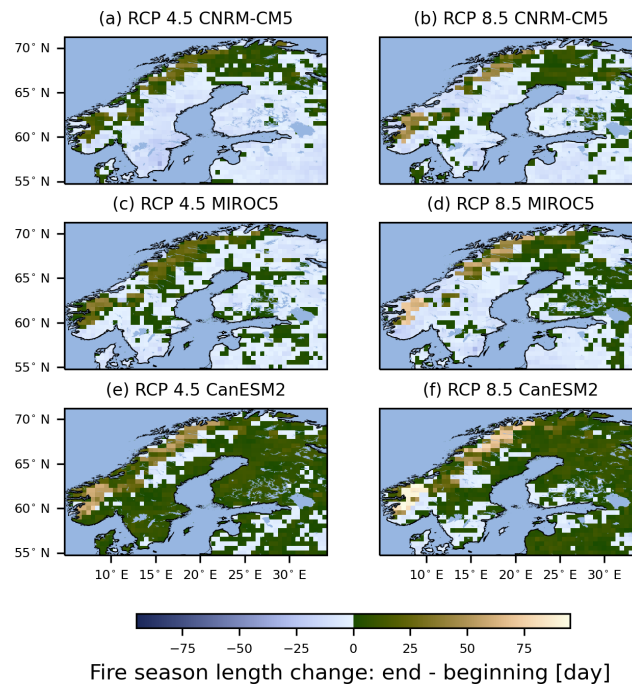 (a) RCP 4.5 CNRM-CM5
(b) RCP 8.5 CNRM-CM5
70° N
65° N
60° N
55° N
(c) RCP 4.5 MIROC5
(d) RCP 8.5 MIROC5
70° N
65° N
60° N
55° N
(e) RCP 4.5 CanESM2
(f) RCP 8.5 CanESM2
70° N
65° N
60° N
55° N
10° E 15° E 20° E 25° E 30° E
10° E 15° E 20° E 25° E 30° E
−75 −50 −25 0 25 50 75
Fire season length change: end - beginning [day]